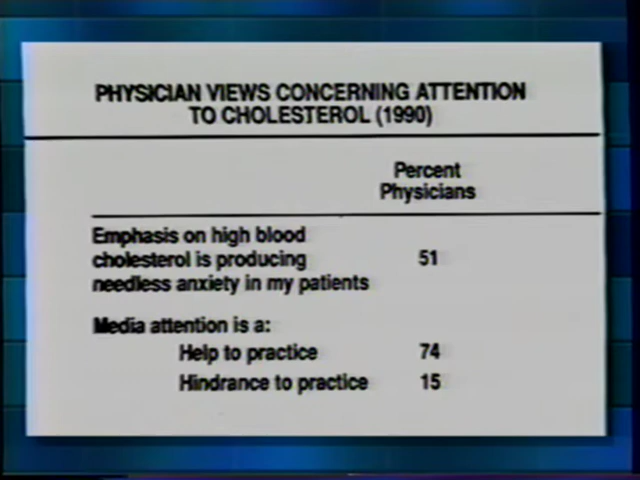 PHYSICIAN VIEWS CONCERNING ATTENTION
TO CHOLESTEROL (1990)
Percent
Physicians
Emphasis on high blood
cholesterol is producing 51
needless anxiety in my patients
Media attention is a:
Help to practice 74
Hindrance to practice 15